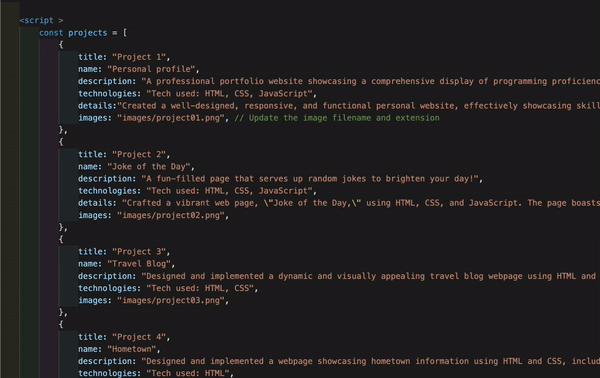 <script >
const projects = [
{
title: "Project 1",
name: "Personal profile",
description: "A professional portfolio website showcasing a comprehensive display of programming proficienc
technologies: "Tech used: HTML, CSS, JavaScript",
details:"Created a well-designed, responsive, and functional personal website, effectively showcasing skill
images: "images/project01.png", // Update the image filename and extension
},
{
title: "Project 2",
name: "Joke of the Day",
description: "A fun-filled page that serves up random jokes to brighten your day!",
technologies: "Tech used: HTML, CSS, JavaScript",
details: "Crafted a vibrant web page, \"Joke of the Day,\" using HTML, CSS, and JavaScript. The page boasts
images: "images/project02.png",
},
{
title: "Project 3",
name: "Travel Blog",
description: "Designed and implemented a dynamic and visually appealing travel blog webpage using HTML and
technologies: "Tech used: HTML, CSS",
images: "images/project03.png",
},
{
title: "Project 4",
name: "Hometown",
description: "Designed and implemented a webpage showcasing hometown information using HTML and CSS, inclu
technologies: "Tech used: HTML",